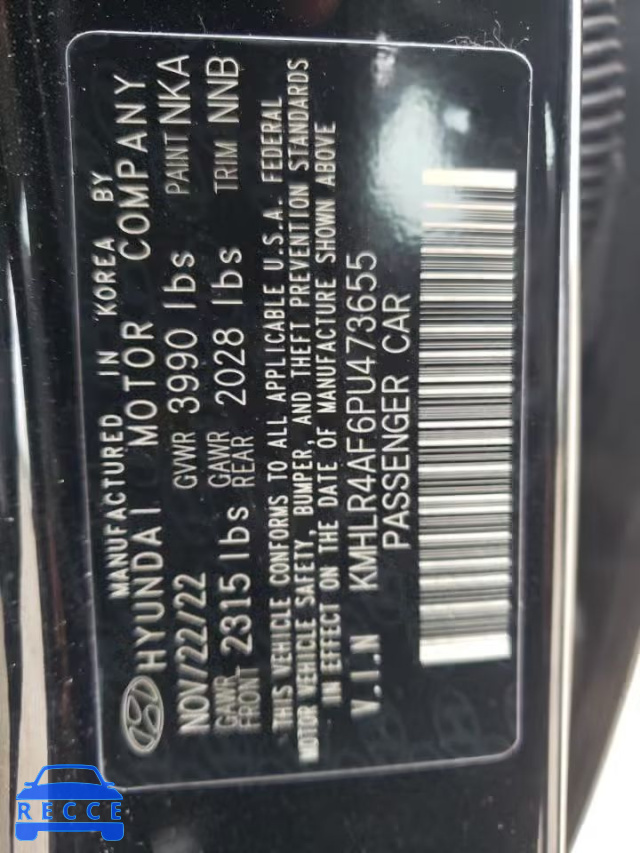 MANUFACTURED IN KOREA BY
HYUNDAI MOTOR COMPANY
NOV/22/22 GVWR 3990 lbs PAINT NKA
GAWR FRONT 2315 lbs GAWR REAR 2028 lbs TRIM NNB
THIS VEHICLE CONFORMS TO ALL APPLICABLE U.S.A. FEDERAL
MOTOR VEHICLE SAFETY, BUMPER, AND THEFT PREVENTION STANDARDS
IN EFFECT ON THE DATE OF MANUFACTURE SHOWN ABOVE
V.I.N KMHLR4AF6PU473655
PASSENGER CAR
RECCE